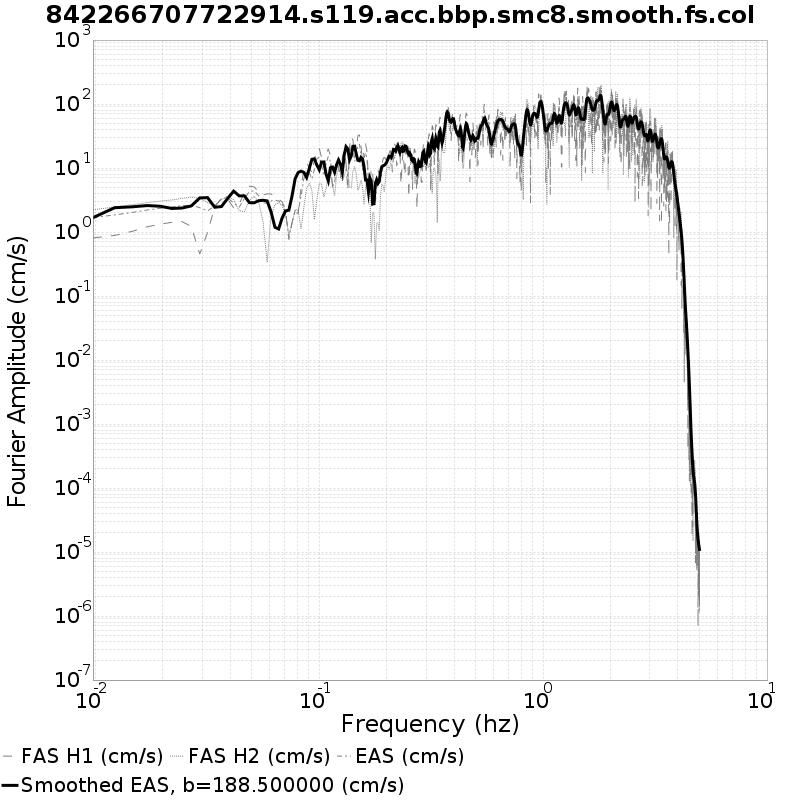 8422667077722914.s119.acc.bbp.smc8.smooth.fs.col
10^3
10^2
10^1
10^0
10^-1
10^-2
10^-3
10^-4
10^-5
10^-6
10^-7
Fourier Amplitude (cm/s)
10^-2 10^-1 10^0 10^1
Frequency (hz)
FAS H1 (cm/s) FAS H2 (cm/s) EAS (cm/s)
Smoothed EAS, b=188.500000 (cm/s)